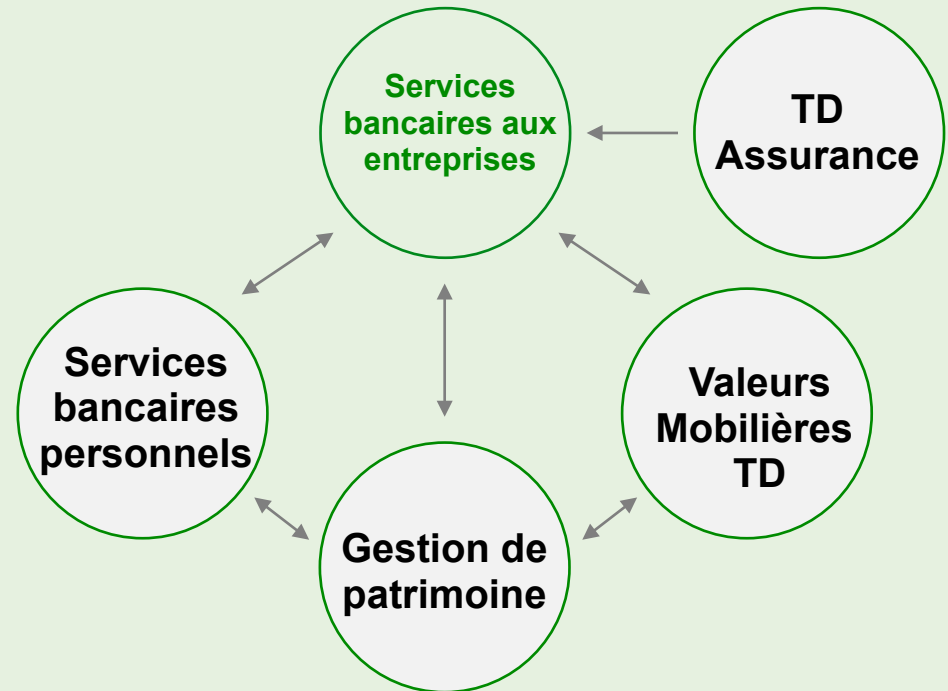 Services
bancaires aux
entreprises
TD
Assurance
Services
bancaires
personnels
Valeurs
Mobilières
TD
Gestion de
patrimoine